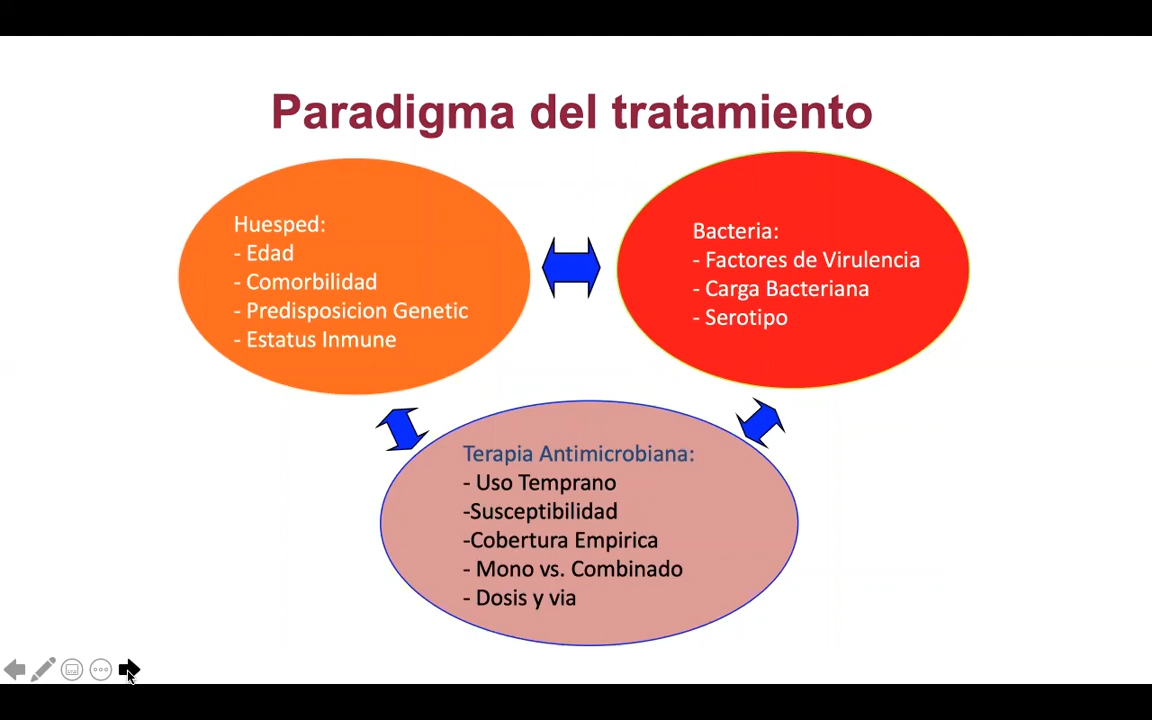 Paradigma del tratamiento
Huesped:
- Edad
- Comorbilidad
- Predisposicion Genetic
- Estatus Inmune
Bacteria:
- Factores de Virulencia
- Carga Bacteriana
- Serotipo
Terapia Antimicrobiana:
- Uso Temprano
-Susceptibilidad
-Cobertura Empirica
- Mono vs. Combinado
- Dosis y via